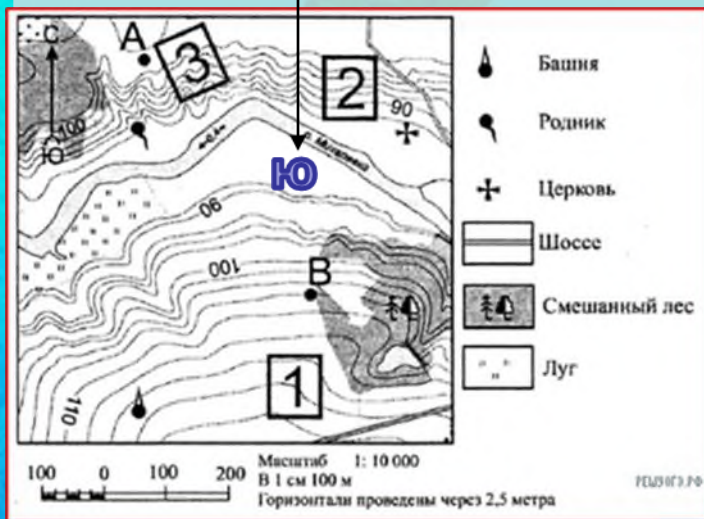 С
А
3
2
Башня
100
90
Родник
Ю
Ю
Церковь
90
Шоссе
100
В
Смешанный лес
1
Луг
110
100 0 100 200
Масштаб 1: 10 000
В 1 см 100 м
Горизонтали проведены через 2,5 метра